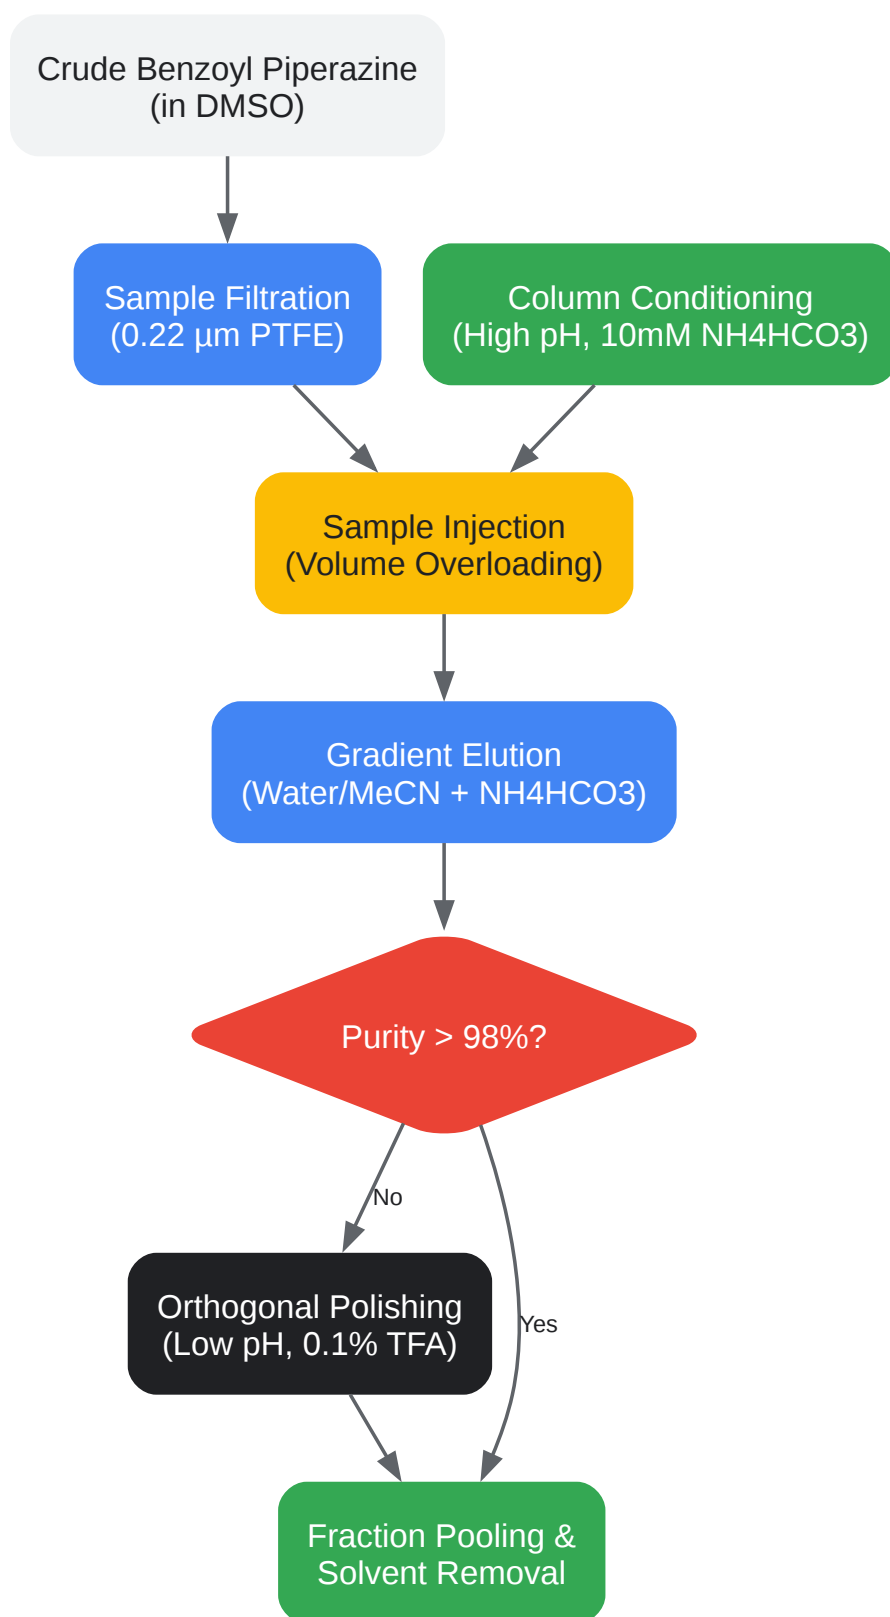 Crude Benzoyl Piperazine
(in DMSO)
Sample Filtration
(0.22 µm PTFE)
Column Conditioning
(High pH, 10mM NH4HCO3)
Sample Injection
(Volume Overloading)
Gradient Elution
(Water/MeCN + NH4HCO3)
Purity > 98%?
No
Orthogonal Polishing
(Low pH, 0.1% TFA)
Yes
Fraction Pooling &
Solvent Removal